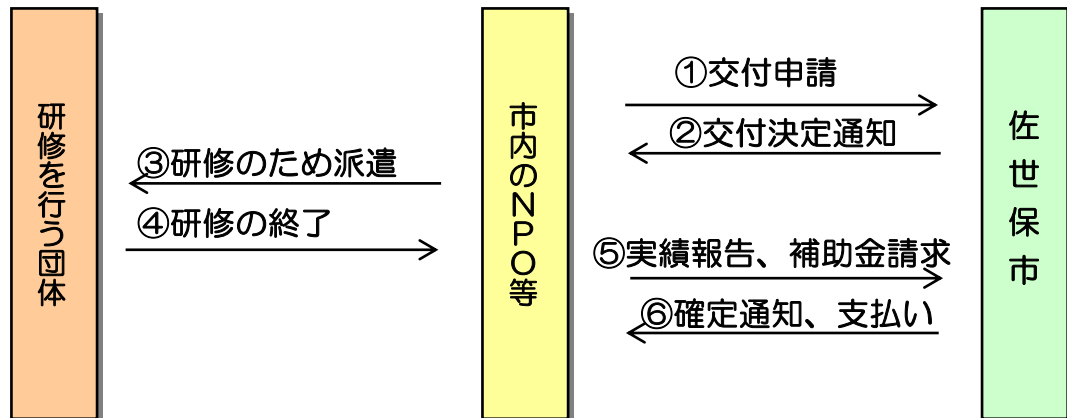 研修を行う団体
市内のNPO等
佐世保市
①交付申請
②交付決定通知
③研修のため派遣
④研修の終了
⑤実績報告、補助金請求
⑥確定通知、支払い